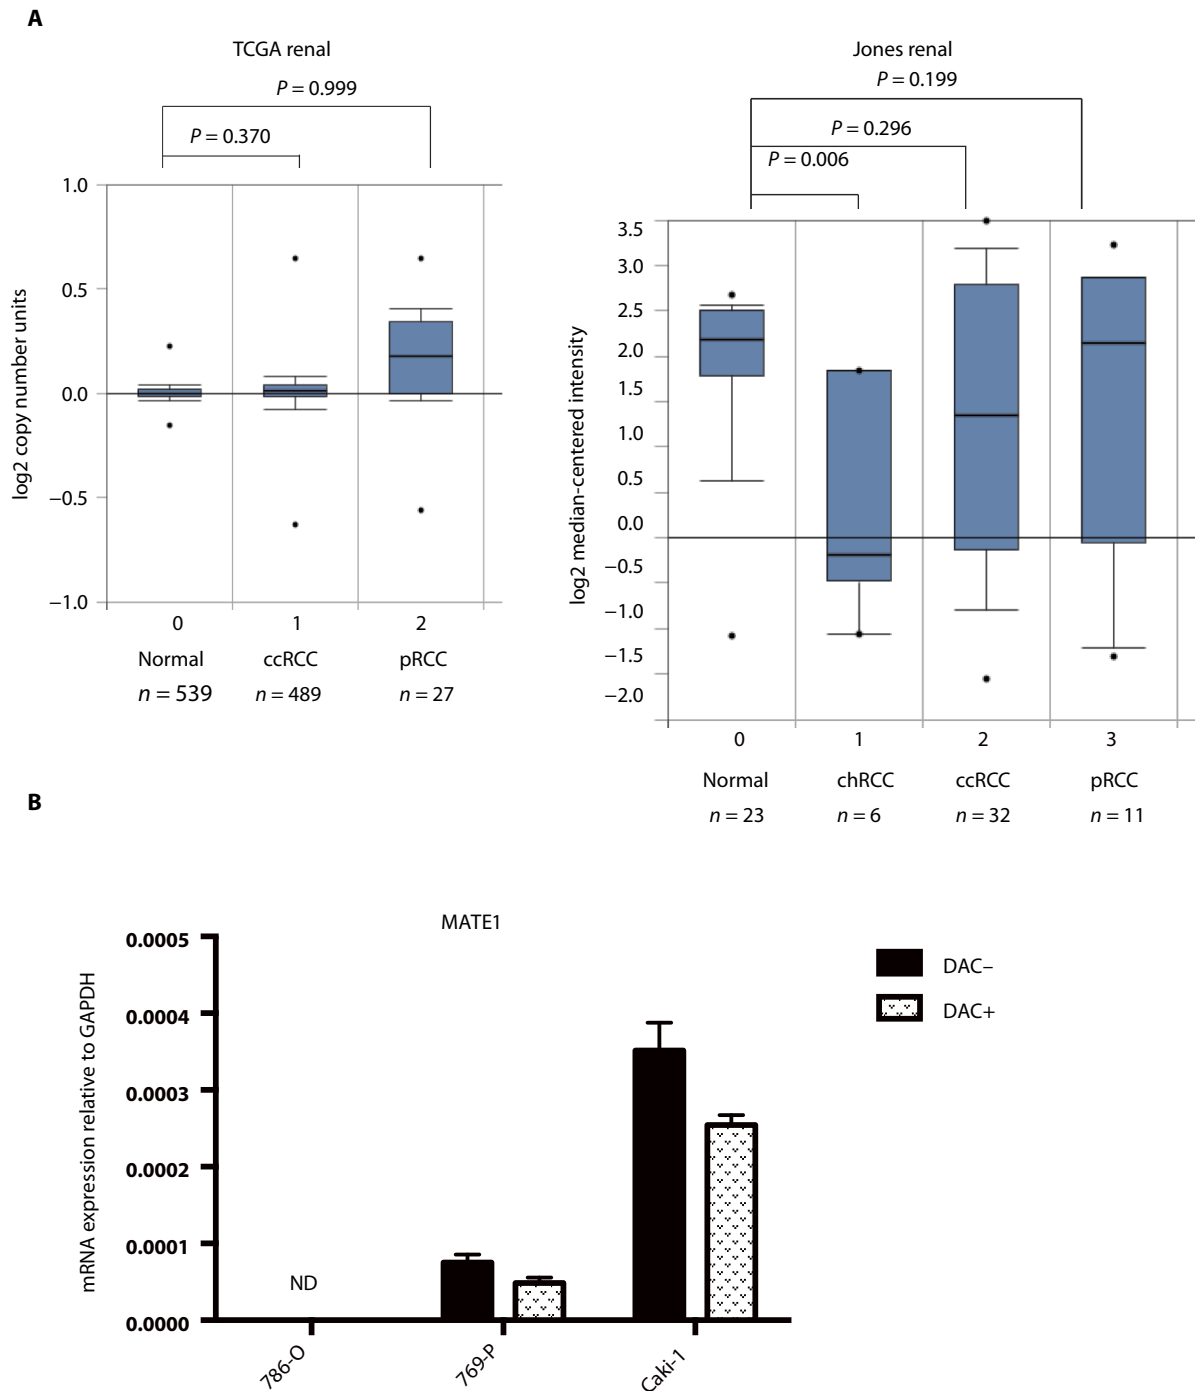 A
TCGA renal
P = 0.999
P = 0.370
1.0
0.5
0.0
−0.5
−1.0
log2 copy number units
0 1 2
Normal ccRCC pRCC
n = 539 n = 489 n = 27
Jones renal
P = 0.199
P = 0.296
P = 0.006
3.5
3.0
2.5
2.0
1.5
1.0
0.5
0.0
−0.5
−1.0
−1.5
−2.0
log2 median-centered intensity
0 1 2 3
Normal chRCC ccRCC pRCC
n = 23 n = 6 n = 32 n = 11
B
MATE1
0.0005
0.0004
0.0003
0.0002
0.0001
0.0000
mRNA expression relative to GAPDH
ND
786-O 769-P Caki-1
DAC−
DAC+